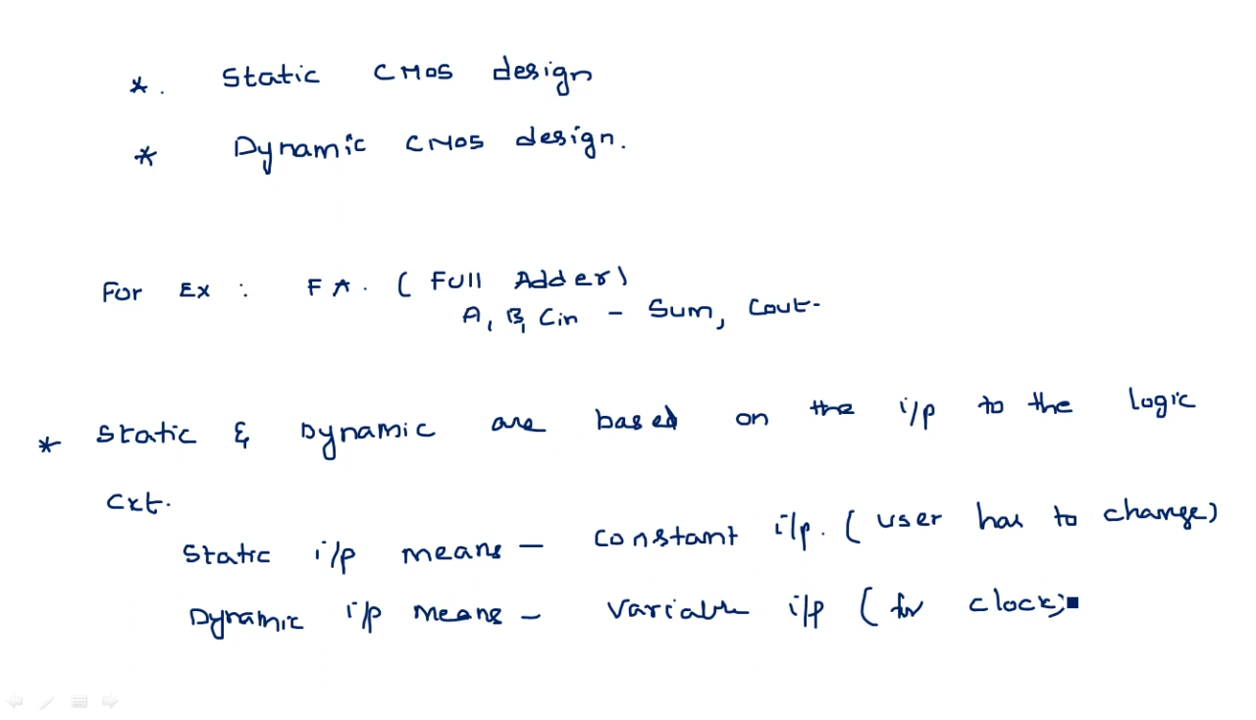 *. Static CMOS design
* Dynamic CMOS design.
For Ex : FA. ( Full Adder)
A, B, Cin - Sum, Cout-
* Static & Dynamic are based on the i/p to the logic
Ckt.
Static i/p means - constant i/p. ( user has to change)
Dynamic i/p means - Variable i/p ( for clock)